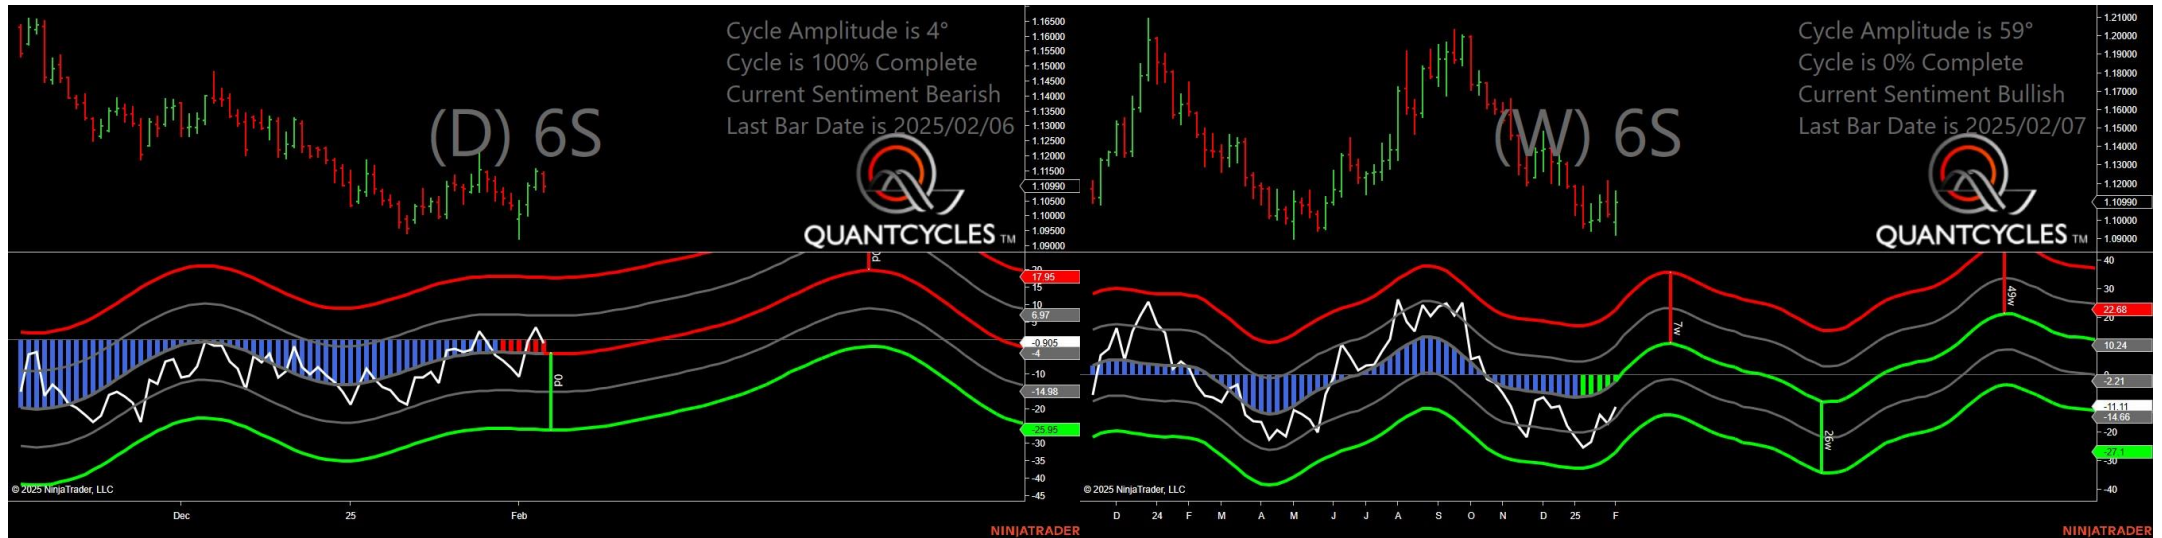 Cycle Amplitude is 4°
Cycle is 100% Complete
Current Sentiment Bearish
Last Bar Date is 2025/02/06
(D) 6S
QUANTCYCLES TM
1.16500
1.16000
1.15500
1.15000
1.14500
1.14000
1.13500
1.13000
1.12500
1.12000
1.11500
1.10990
1.10500
1.10000
1.09500
1.09000
20
17.95
15
10
6.97
5
-0.905
-4
-10
-14.98
-20
-25.95
-30
-35
-40
-45
p0
p0
© 2025 NinjaTrader, LLC
Dec
25
Feb
NINJATRADER
Cycle Amplitude is 59°
Cycle is 0% Complete
Current Sentiment Bullish
Last Bar Date is 2025/02/07
(W) 6S
QUANTCYCLES TM
1.21000
1.20000
1.19000
1.18000
1.17000
1.16000
1.15000
1.14000
1.13000
1.12000
1.10990
1.10000
1.09000
40
30
22.68
20
10.24
0
-2.21
-11.11
-14.66
-20
-27.1
-30
-40
7w
26w
49w
© 2025 NinjaTrader, LLC
D
24
F
M
A
M
J
J
A
S
O
N
D
25
F
NINJATRADER